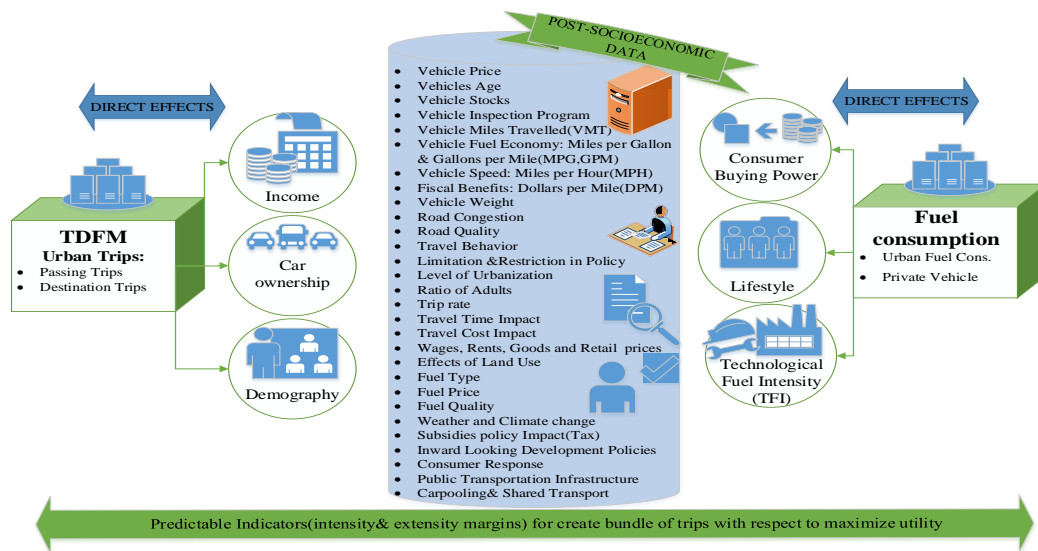 POST-SOCIOECONOMIC
DATA
DIRECT EFFECTS
TDFM
Urban Trips:
• Passing Trips
• Destination Trips
Income
Car
ownership
Demography
• Vehicle Price
• Vehicles Age
• Vehicle Stocks
• Vehicle Inspection Program
• Vehicle Miles Travelled(VMT)
• Vehicle Fuel Economy: Miles per Gallon
& Gallons per Mile(MPG,GPM)
• Vehicle Speed: Miles per Hour(MPH)
• Fiscal Benefits: Dollars per Mile(DPM)
• Vehicle Weight
• Road Congestion
• Road Quality
• Travel Behavior
• Limitation &Restriction in Policy
• Level of Urbanization
• Ratio of Adults
• Trip rate
• Travel Time Impact
• Travel Cost Impact
• Wages, Rents, Goods and Retail prices
• Effects of Land Use
• Fuel Type
• Fuel Price
• Fuel Quality
• Weather and Climate change
• Subsidies policy Impact(Tax)
• Inward Looking Development Policies
• Consumer Response
• Public Transportation Infrastructure
• Carpooling& Shared Transport
DIRECT EFFECTS
Consumer
Buying Power
Lifestyle
Technological
Fuel Intensity
(TFI)
Fuel
consumption
• Urban Fuel Cons.
• Private Vehicle
Predictable Indicators(intensity& extensity margins) for create bundle of trips with respect to maximize utility